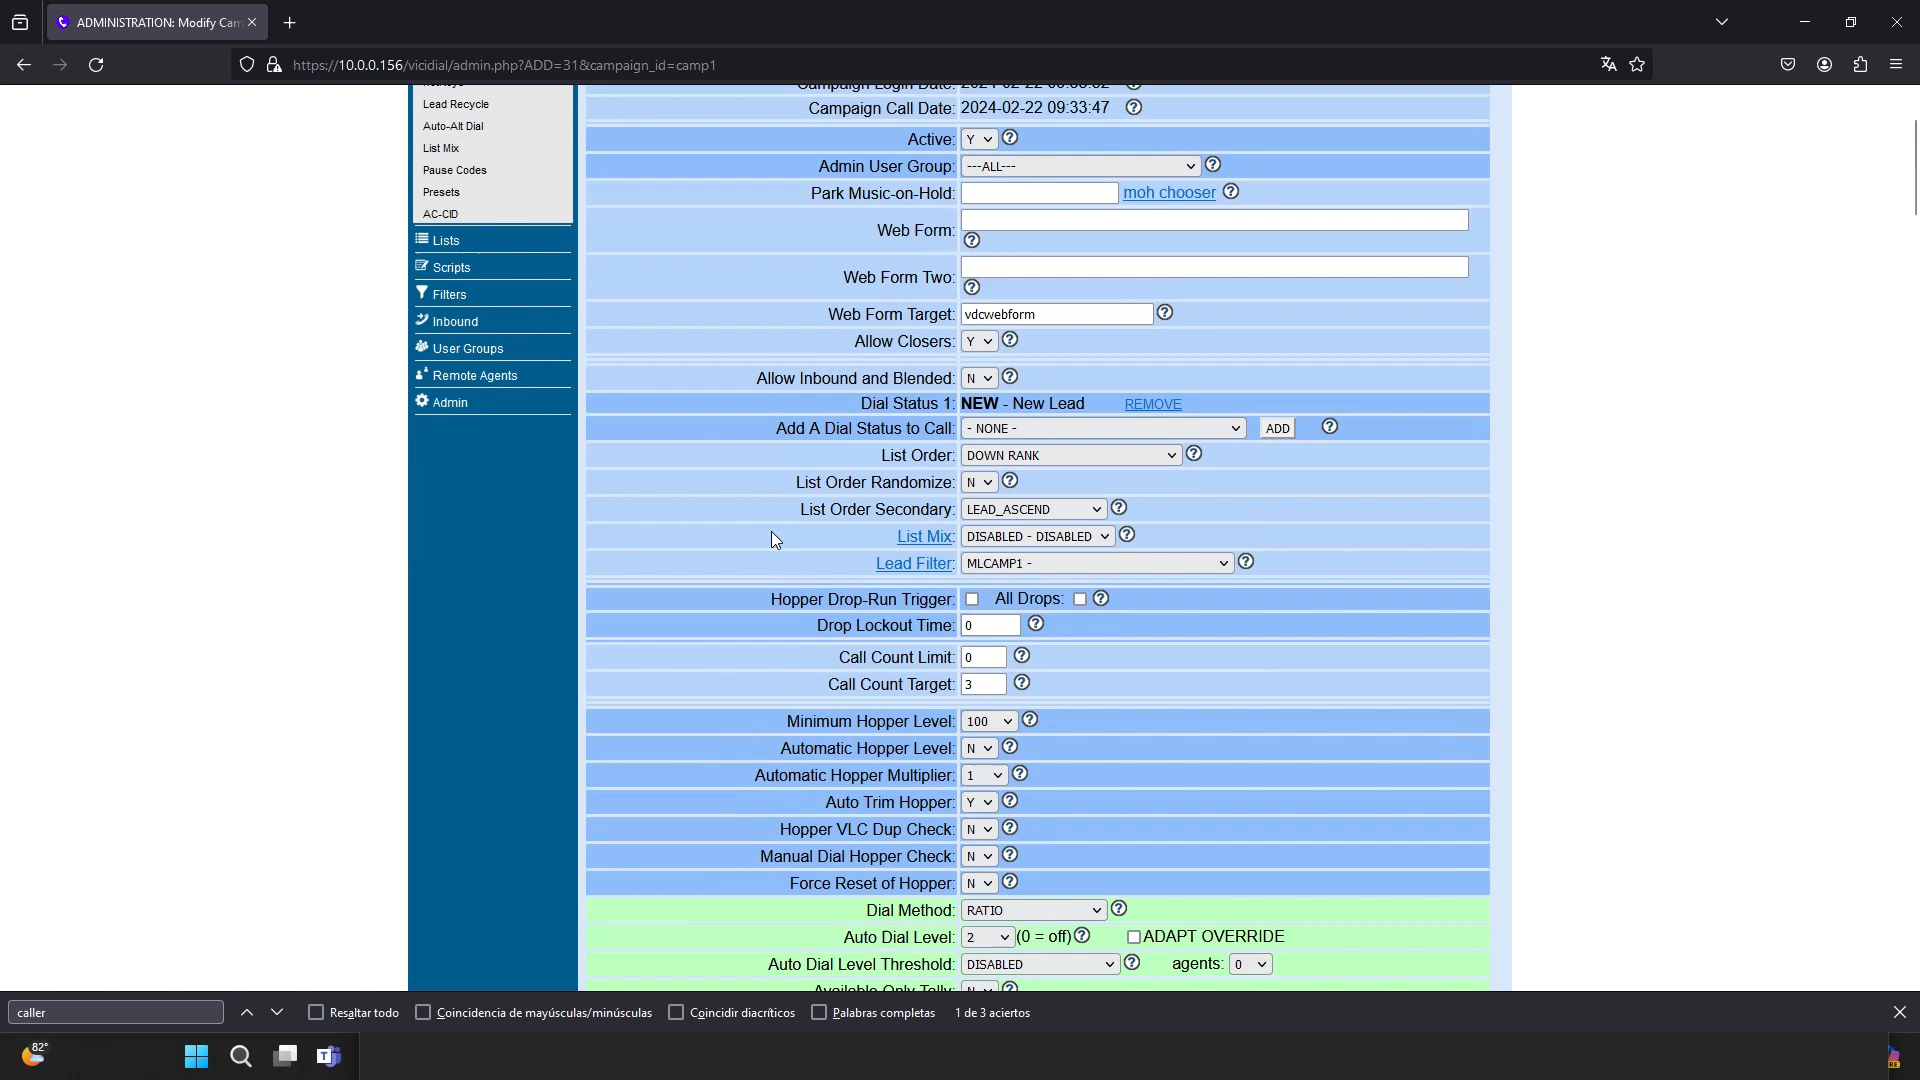 ADMINISTRATION: Modify Cam
https://10.0.0.156/vicidial/admin.php?ADD=31&campaign_id=camp1
Lead Recycle
Auto-Alt Dial
List Mix
Pause Codes
Presets
AC-CID
Lists
Scripts
Filters
Inbound
User Groups
Remote Agents
Admin
Campaign Login Date:
Campaign Call Date: 2024-02-22 09:33:47
Active: Y
Admin User Group: ---ALL---
Park Music-on-Hold: moh chooser
Web Form:
Web Form Two:
Web Form Target: vdcwebform
Allow Closers: Y
Allow Inbound and Blended: N
Dial Status 1: NEW - New Lead REMOVE
Add A Dial Status to Call: - NONE - ADD
List Order: DOWN RANK
List Order Randomize: N
List Order Secondary: LEAD_ASCEND
List Mix: DISABLED - DISABLED
Lead Filter: MLCAMP1 -
Hopper Drop-Run Trigger: All Drops:
Drop Lockout Time: 0
Call Count Limit: 0
Call Count Target: 3
Minimum Hopper Level: 100
Automatic Hopper Level: N
Automatic Hopper Multiplier: 1
Auto Trim Hopper: Y
Hopper VLC Dup Check: N
Manual Dial Hopper Check: N
Force Reset of Hopper: N
Dial Method: RATIO
Auto Dial Level: 2 (0 = off) ADAPT OVERRIDE
Auto Dial Level Threshold: DISABLED agents: 0
Available Only Tally: N
caller Resaltar todo Coincidencia de mayúsculas/minúsculas Coincidir diacríticos Palabras completas 1 de 3 aciertos
82°